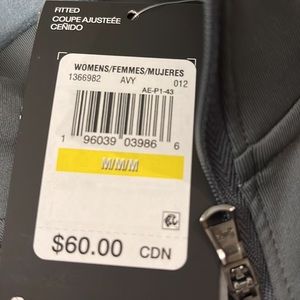 FITTED
COUPE AJUSTEÉE
CEÑIDO
WOMENS/FEMMES/MUJERES
1366982 AVY 012
AE-P1-43
1 96039 03986 6
M/M/M
$60.00 CDN